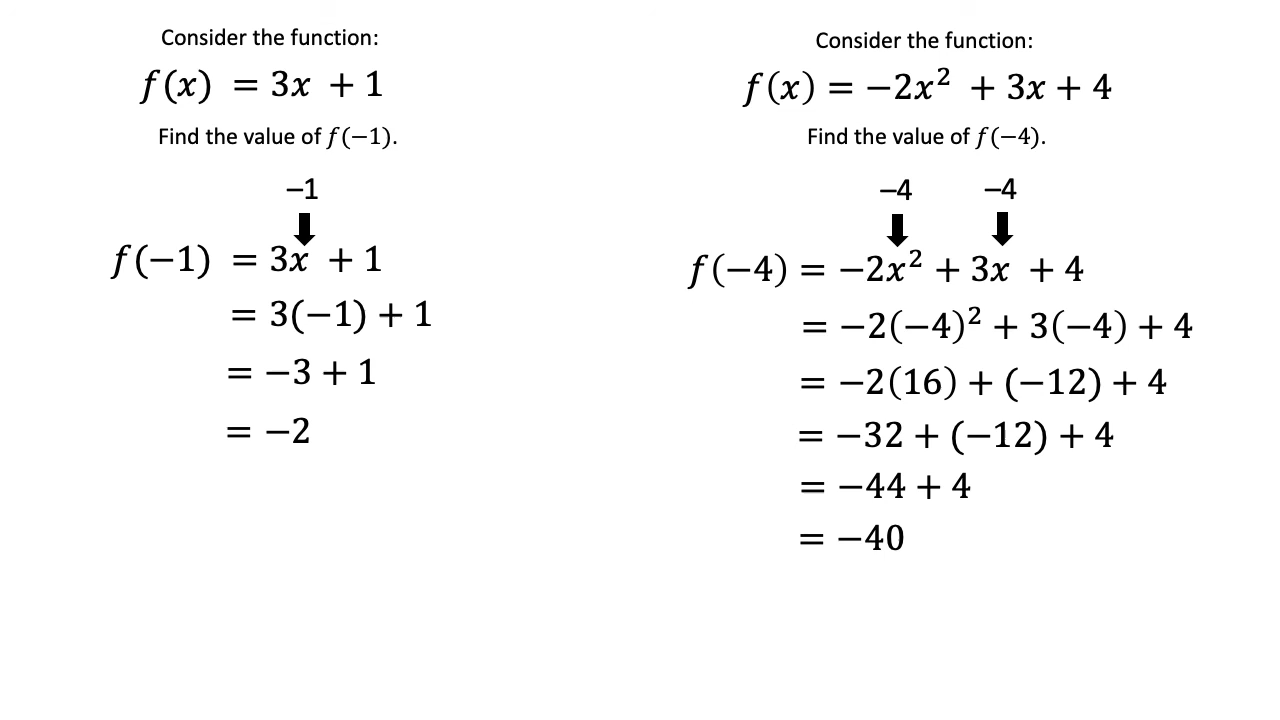 Consider the function:
f(x) = 3x + 1
Find the value of f(−1).
−1
f(−1) = 3x + 1
= 3(−1) + 1
= −3 + 1
= −2
Consider the function:
f(x) = −2x² + 3x + 4
Find the value of f(−4).
−4 −4
f(−4) = −2x² + 3x + 4
= −2(−4)² + 3(−4) + 4
= −2(16) + (−12) + 4
= −32 + (−12) + 4
= −44 + 4
= −40